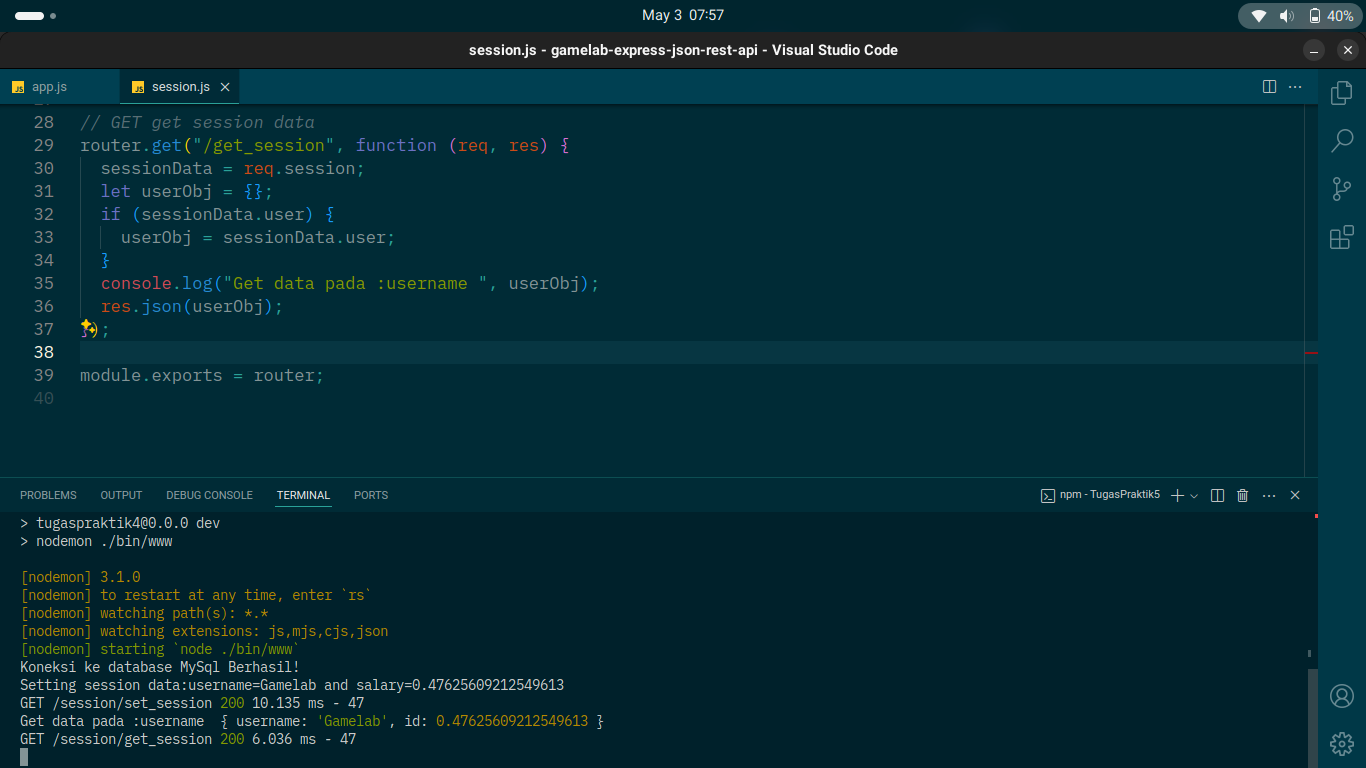 May 3 07:57
40%
session.js - gamelab-express-json-rest-api - Visual Studio Code
app.js
session.js
28 // GET get session data
29 router.get("/get_session", function (req, res) {
30 sessionData = req.session;
31 let userObj = {};
32 if (sessionData.user) {
33 userObj = sessionData.user;
34 }
35 console.log("Get data pada :username ", userObj);
36 res.json(userObj);
37 });
38
39 module.exports = router;
40
PROBLEMS OUTPUT DEBUG CONSOLE TERMINAL PORTS
npm - TugasPraktik5
> tugaspraktik4@0.0.0 dev
> nodemon ./bin/www
[nodemon] 3.1.0
[nodemon] to restart at any time, enter `rs`
[nodemon] watching path(s): *.*
[nodemon] watching extensions: js,mjs,cjs,json
[nodemon] starting `node ./bin/www`
Koneksi ke database MySql Berhasil!
Setting session data:username=Gamelab and salary=0.47625609212549613
GET /session/set_session 200 10.135 ms - 47
Get data pada :username  { username: 'Gamelab', id: 0.47625609212549613 }
GET /session/get_session 200 6.036 ms - 47